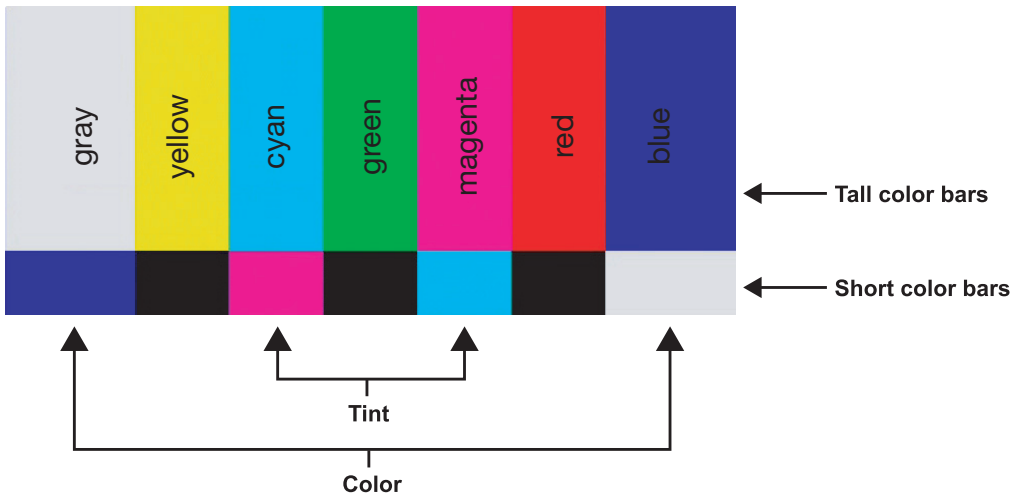 gray
yellow
cyan
green
magenta
red
blue
Tall color bars
Short color bars
Tint
Color